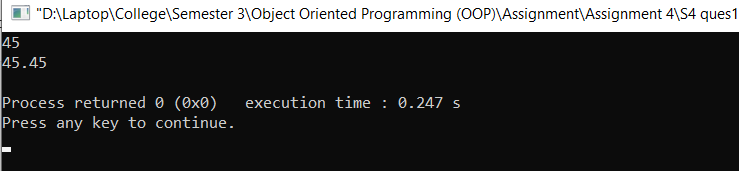 "D:\Laptop\College\Semester 3\Object Oriented Programming (OOP)\Assignment\Assignment 4\S4 ques1
45
45.45
Process returned 0 (0x0)   execution time : 0.247 s
Press any key to continue.